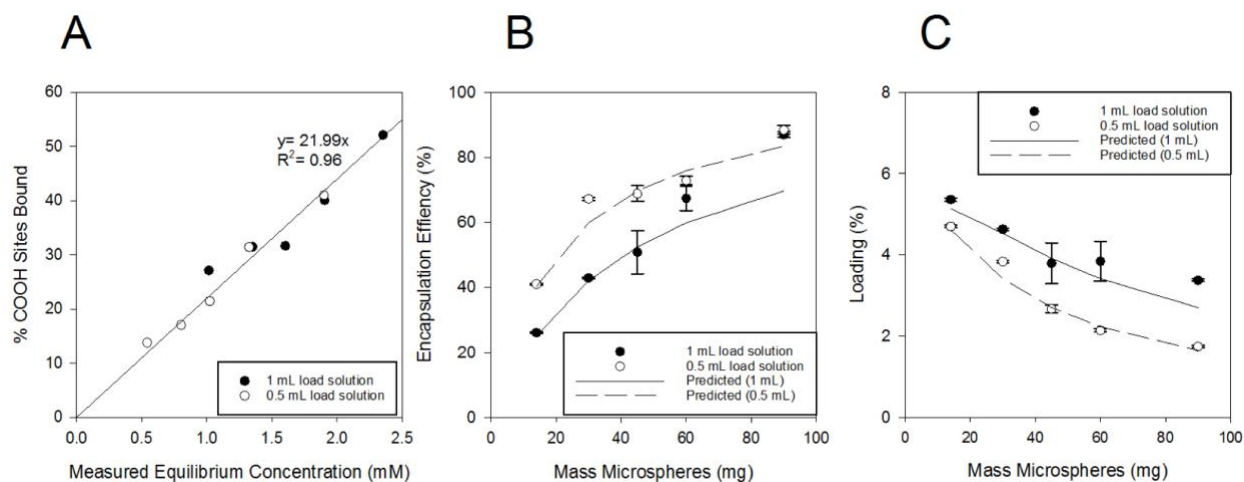 A
B
C
60
50
40
30
20
10
0
% COOH Sites Bound
y= 21.99x
R²= 0.96
1 mL load solution
0.5 mL load solution
0.0 0.5 1.0 1.5 2.0 2.5
Measured Equilibrium Concentration (mM)
100
80
60
40
20
0
Encapsulation Effiency (%)
1 mL load solution
0.5 mL load solution
Predicted (1 mL)
Predicted (0.5 mL)
0 20 40 60 80 100
Mass Microspheres (mg)
8
6
4
2
0
Loading (%)
1 mL load solution
0.5 mL load solution
Predicted (1 mL)
Predicted (0.5 mL)
0 20 40 60 80 100
Mass Microspheres (mg)